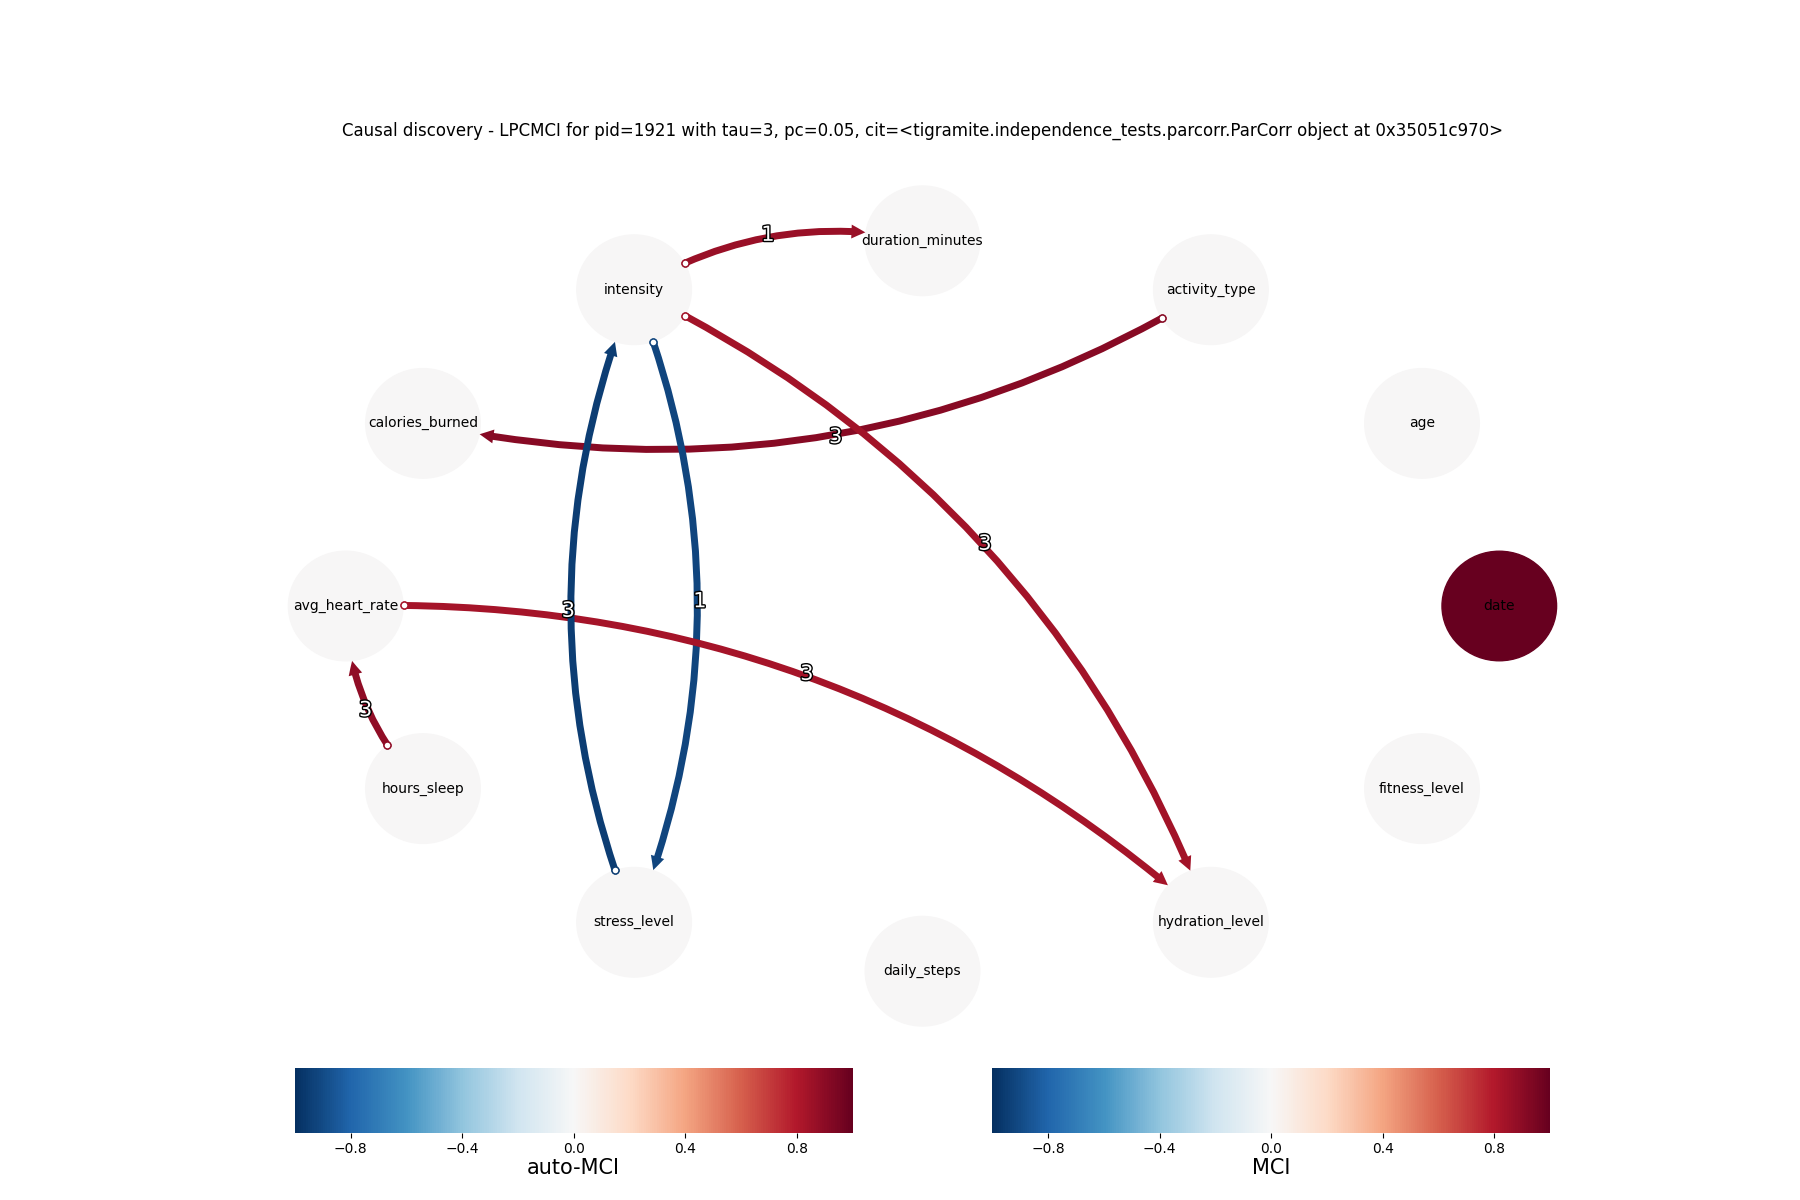 Causal discovery - LPCMCI for pid=1921 with tau=3, pc=0.05, cit=<tigramite.independence_tests.parcorr.ParCorr object at 0x35051c970>
1
duration_minutes
intensity
activity_type
calories_burned
3
age
3
avg_heart_rate
3
1
date
3
3
hours_sleep
fitness_level
stress_level
hydration_level
daily_steps
−0.8 −0.4 0.0 0.4 0.8
auto-MCI
−0.8 −0.4 0.0 0.4 0.8
MCI